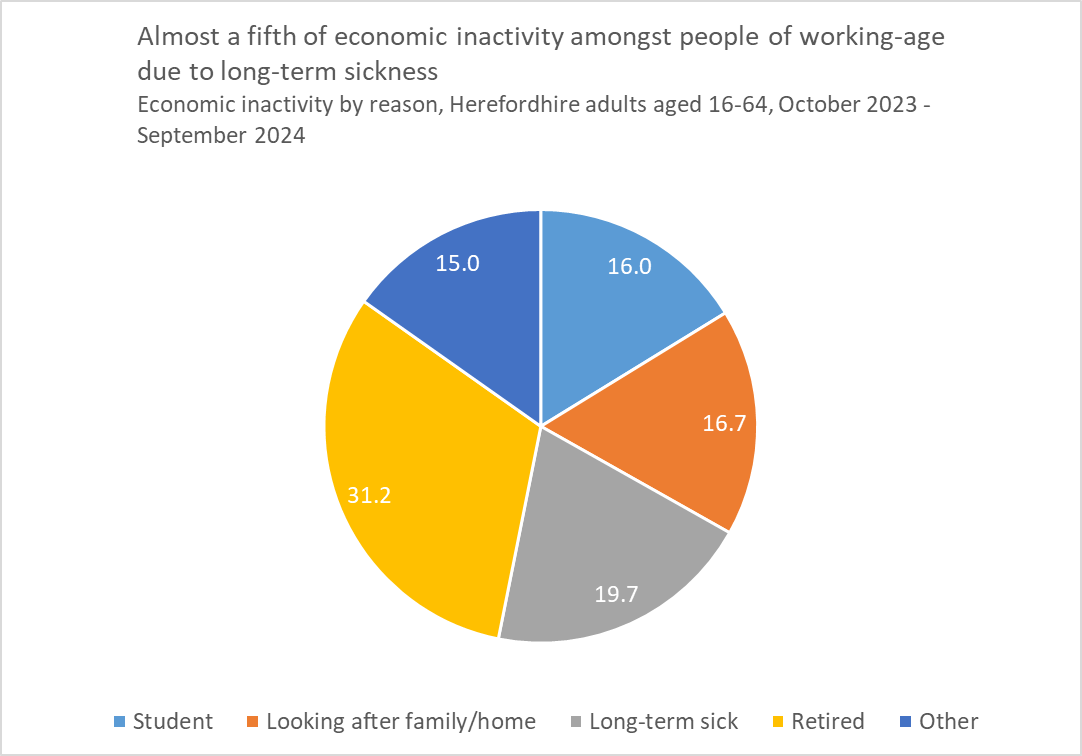 Almost a fifth of economic inactivity amongst people of working-age
due to long-term sickness
Economic inactivity by reason, Herefordhire adults aged 16-64, October 2023 -
September 2024
15.0
16.0
16.7
31.2
19.7
Student
Looking after family/home
Long-term sick
Retired
Other